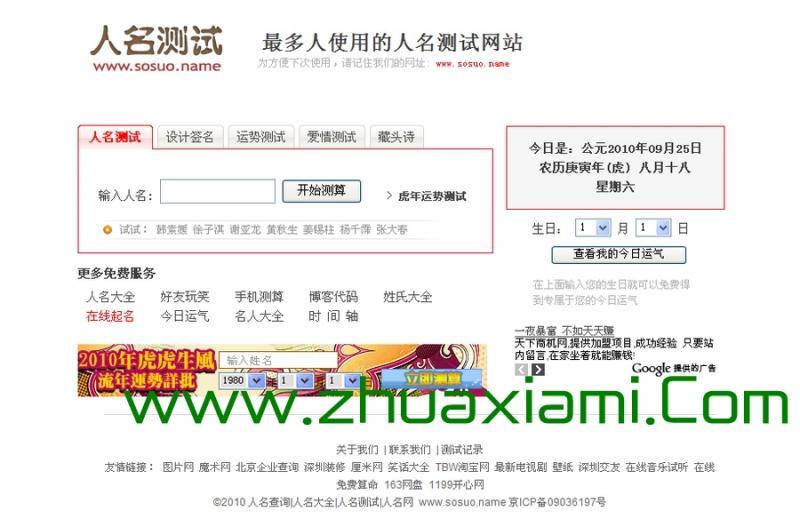 人名测试
www.sosuo.name
最多人使用的人名测试网站
为方便下次使用，请记住我们的网址: www.sosuo.name
人名测试 设计签名 运势测试 爱情测试 藏头诗
输入人名: 开始测算 > 虎年运势测试
试试： 韩素媛 徐子淇 谢亚龙 黄秋生 姜锡柱 杨千霈 张大春
今日是：公元2010年09月25日
农历庚寅年(虎) 八月十八
星期六
生日: 1 月 1 日
查看我的今日运气
在上面输入您的生日就可以免费得
到专属于您的今日运气
更多免费服务
人名大全 好友玩笑 手机测算 博客代码 姓氏大全
在线起名 今日运气 名人大全 时 间 轴
2010年虎虎生風
流年運勢詳批
输入姓名
1980 1 1 立即測算
一夜暴富 不如天天赚
天下商机网,提供加盟项目,成功经验 只要站
内留言,在家坐着就能赚钱!
Google 提供的广告
www.zhuaxiami.Com
关于我们 | 联系我们 | 测试记录
友情链接： 图片网 魔术网 北京企业查询 深圳装修 厘米网 笑话大全 TBW淘宝网 最新电视剧 壁纸 深圳交友 在线音乐试听 在线
免费算命 163网盘 1199开心网
©2010 人名查询|人名大全|人名测试|人名网 www.sosuo.name 京ICP备09036197号